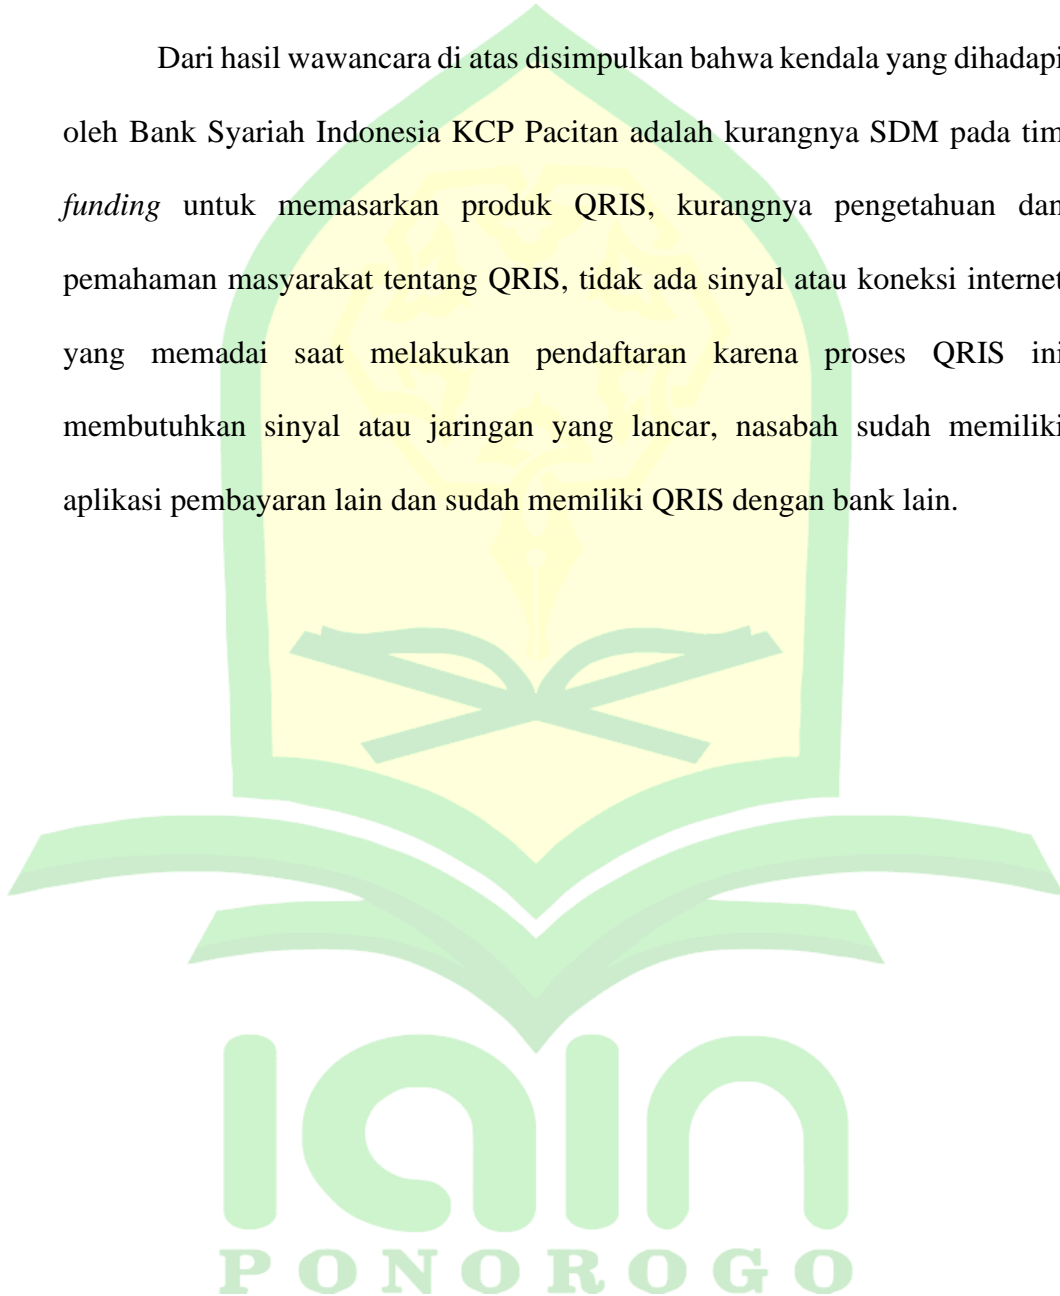 Dari hasil wawancara di atas disimpulkan bahwa kendala yang dihadapi
oleh Bank Syariah Indonesia KCP Pacitan adalah kurangnya SDM pada tim
funding untuk memasarkan produk QRIS, kurangnya pengetahuan dan
pemahaman masyarakat tentang QRIS, tidak ada sinyal atau koneksi internet
yang memadai saat melakukan pendaftaran karena proses QRIS ini
membutuhkan sinyal atau jaringan yang lancar, nasabah sudah memiliki
aplikasi pembayaran lain dan sudah memiliki QRIS dengan bank lain.
iain
PONOROGO